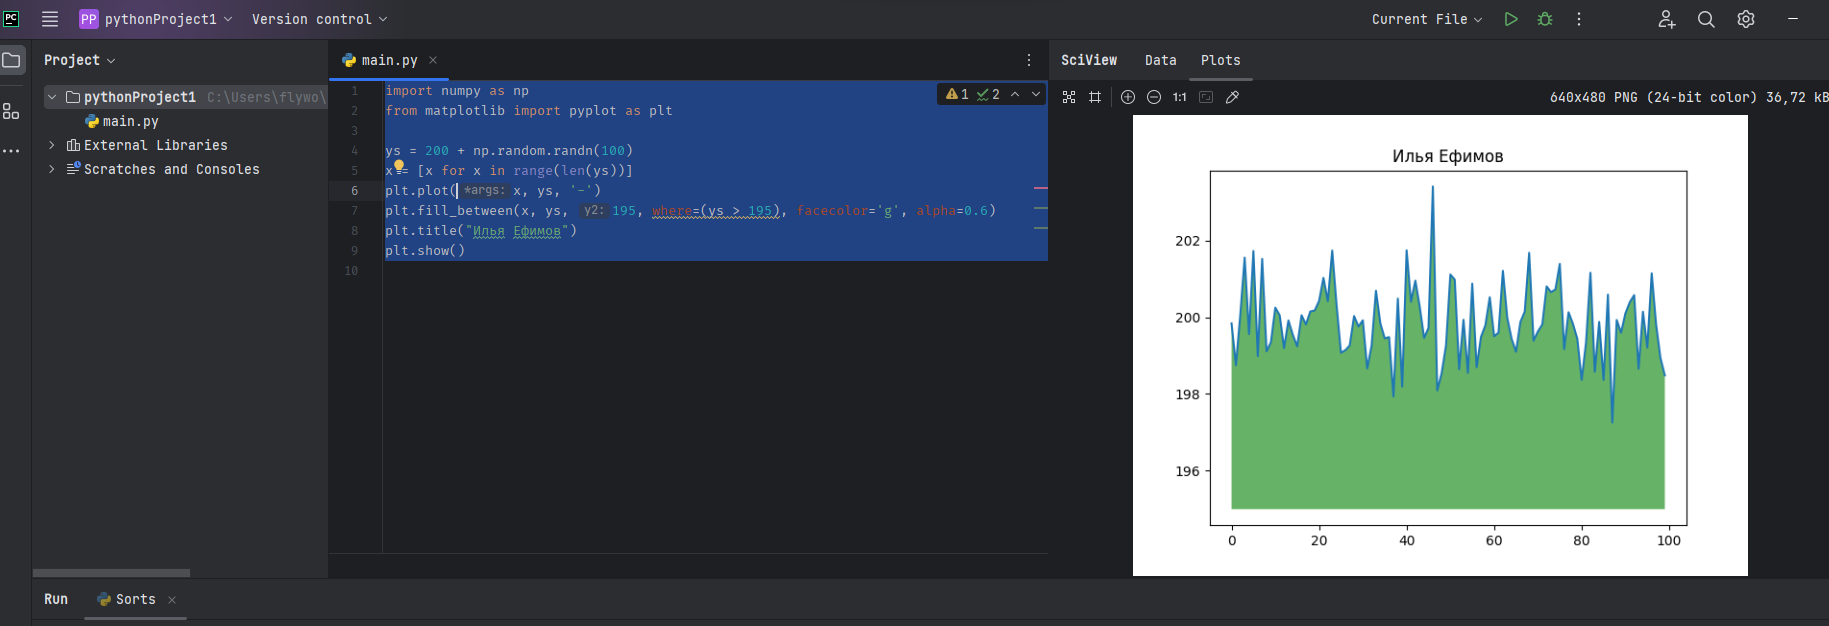 PC PP pythonProject1 Version control Current File
Project
main.py
SciView Data Plots
pythonProject1 C:\Users\flywo\
main.py
External Libraries
Scratches and Consoles
1 import numpy as np
2 from matplotlib import pyplot as plt
3
4 ys = 200 + np.random.randn(100)
5 x = [x for x in range(len(ys))]
6 plt.plot( *args: x, ys, '-')
7 plt.fill_between(x, ys, y2: 195, where=(ys > 195), facecolor='g', alpha=0.6)
8 plt.title("Илья Ефимов")
9 plt.show()
10
1 2
1:1 640x480 PNG (24-bit color) 36,72 kB
Илья Ефимов
202
200
198
196
0 20 40 60 80 100
Run Sorts